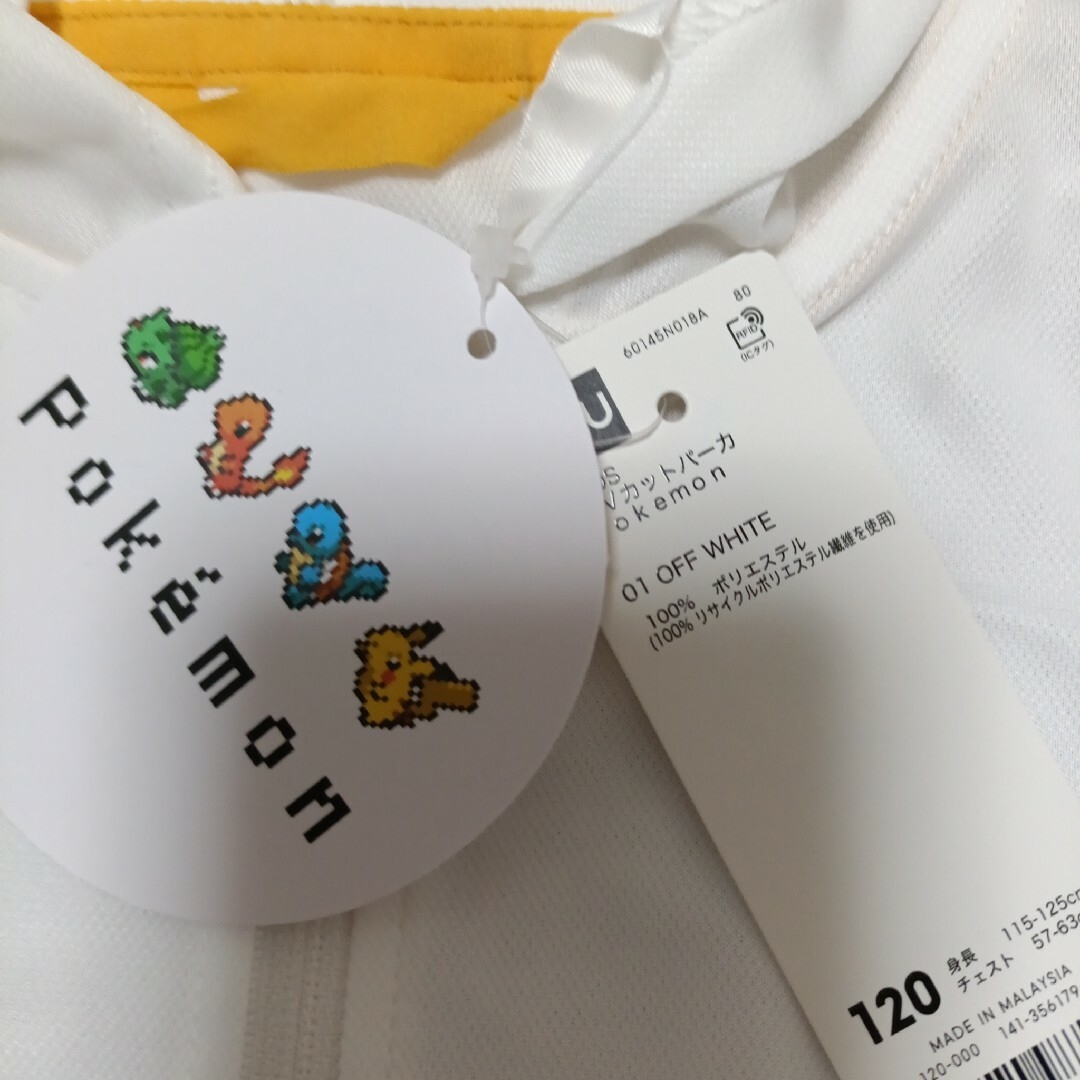 Pokémon
80
60145N018A
RFID
(ICタグ)
U
カットパーカ
okemon
01 OFF WHITE
100% ポリエステル
(100% リサイクルポリエステル繊維を使用)
120
身長 115-125cm
チェスト 57-63
MADE IN MALAYSIA
120-000 141-356179